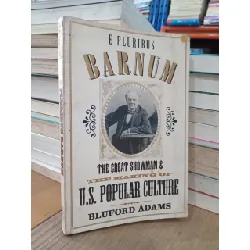 E PLURIBUS
BARNUM
THE GREAT SHOWMAN &
THE MAKING OF
U.S. POPULAR CULTURE
BLUFORD ADAMS